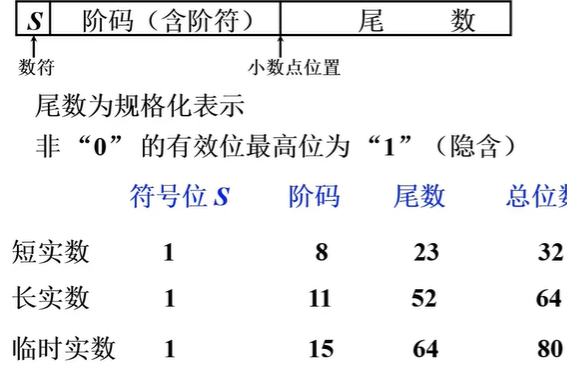 S 阶码（含阶符） 尾 数
数符 小数点位置
尾数为规格化表示
非“0”的有效位最高位为“1”（隐含）
符号位 S 阶码 尾数 总位数
短实数 1 8 23 32
长实数 1 11 52 64
临时实数 1 15 64 80